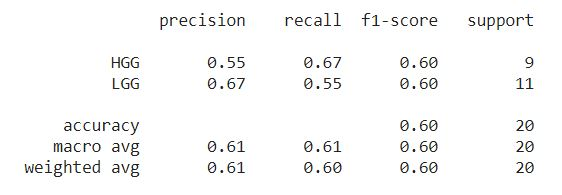 precision recall f1-score support
HGG 0.55 0.67 0.60 9
LGG 0.67 0.55 0.60 11
accuracy 0.60 20
macro avg 0.61 0.61 0.60 20
weighted avg 0.61 0.60 0.60 20